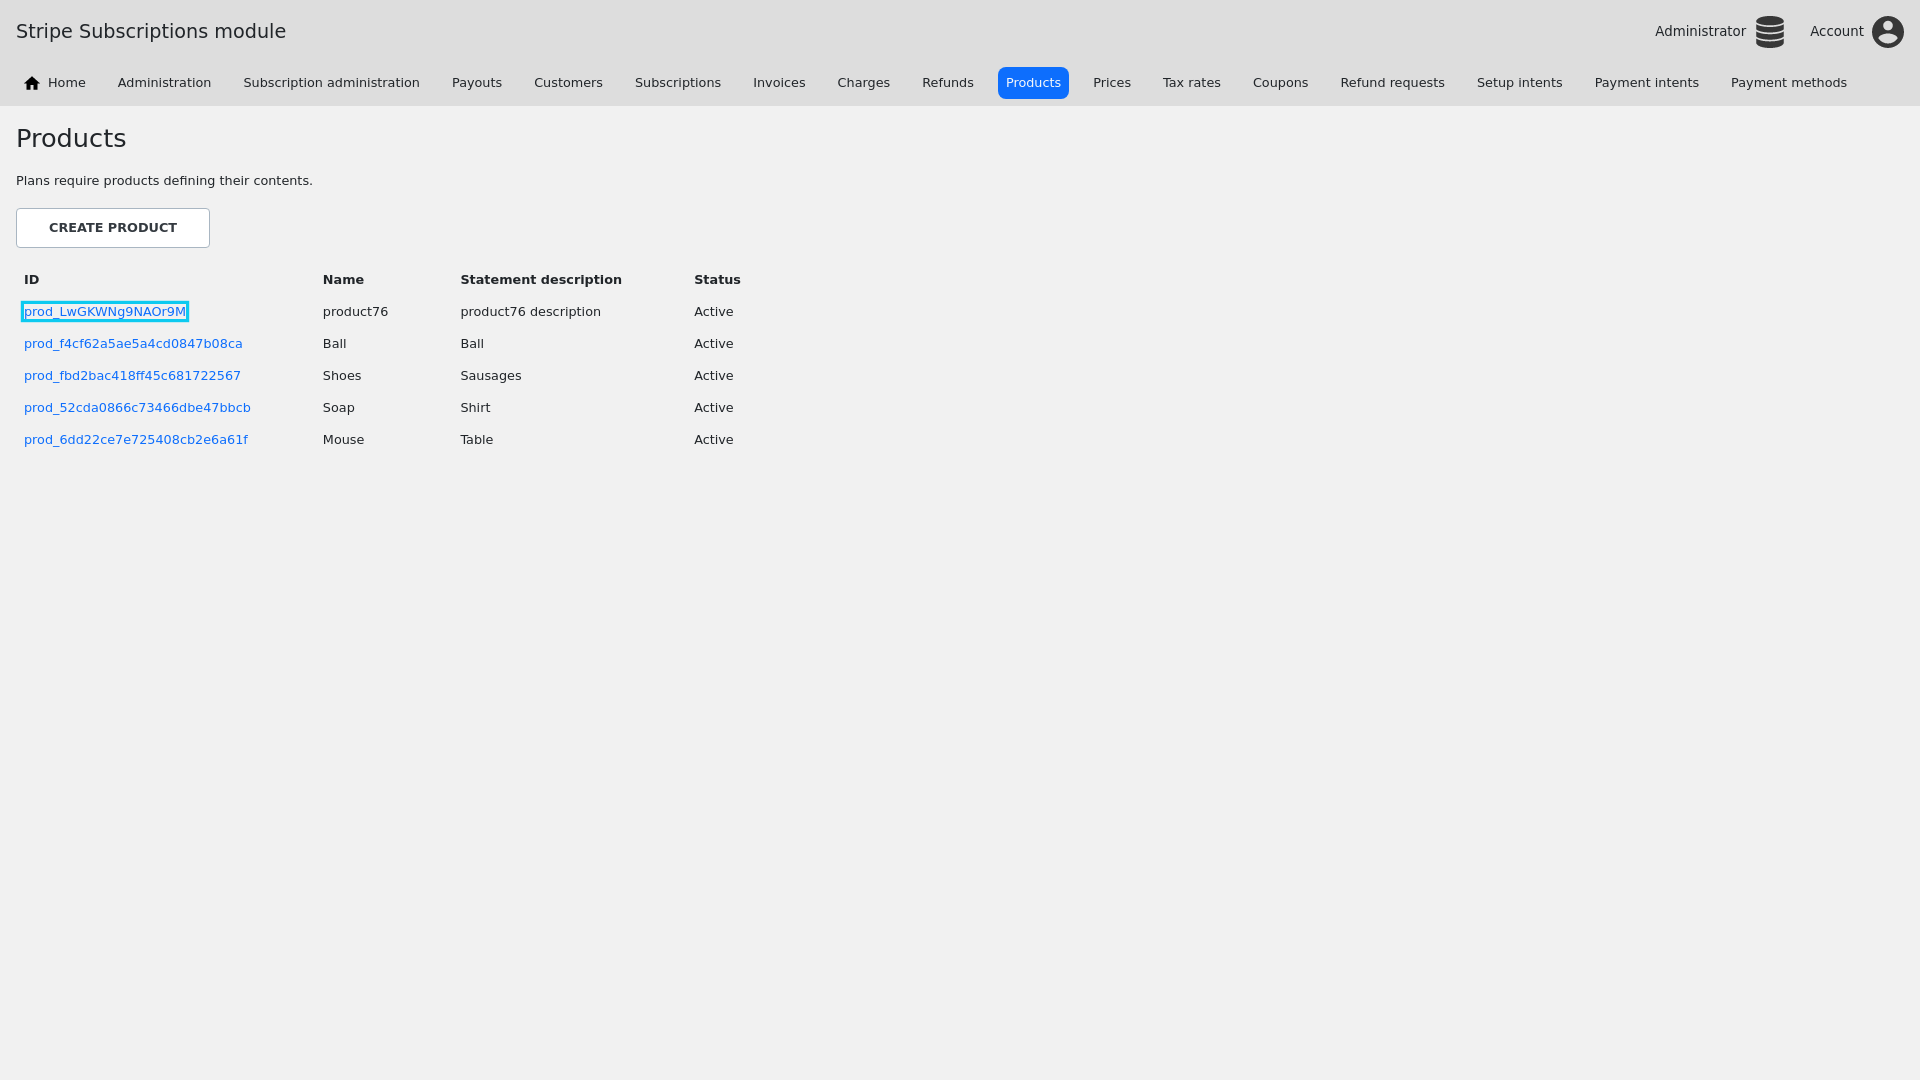 Stripe Subscriptions module
Administrator
Account
Home Administration Subscription administration Payouts Customers Subscriptions Invoices Charges Refunds Products Prices Tax rates Coupons Refund requests Setup intents Payment intents Payment methods
Products
Plans require products defining their contents.
CREATE PRODUCT
ID Name Statement description Status
prod_LwGKWNg9NAOr9M product76 product76 description Active
prod_f4cf62a5ae5a4cd0847b08ca Ball Ball Active
prod_fbd2bac418ff45c681722567 Shoes Sausages Active
prod_52cda0866c73466dbe47bbcb Soap Shirt Active
prod_6dd22ce7e725408cb2e6a61f Mouse Table Active